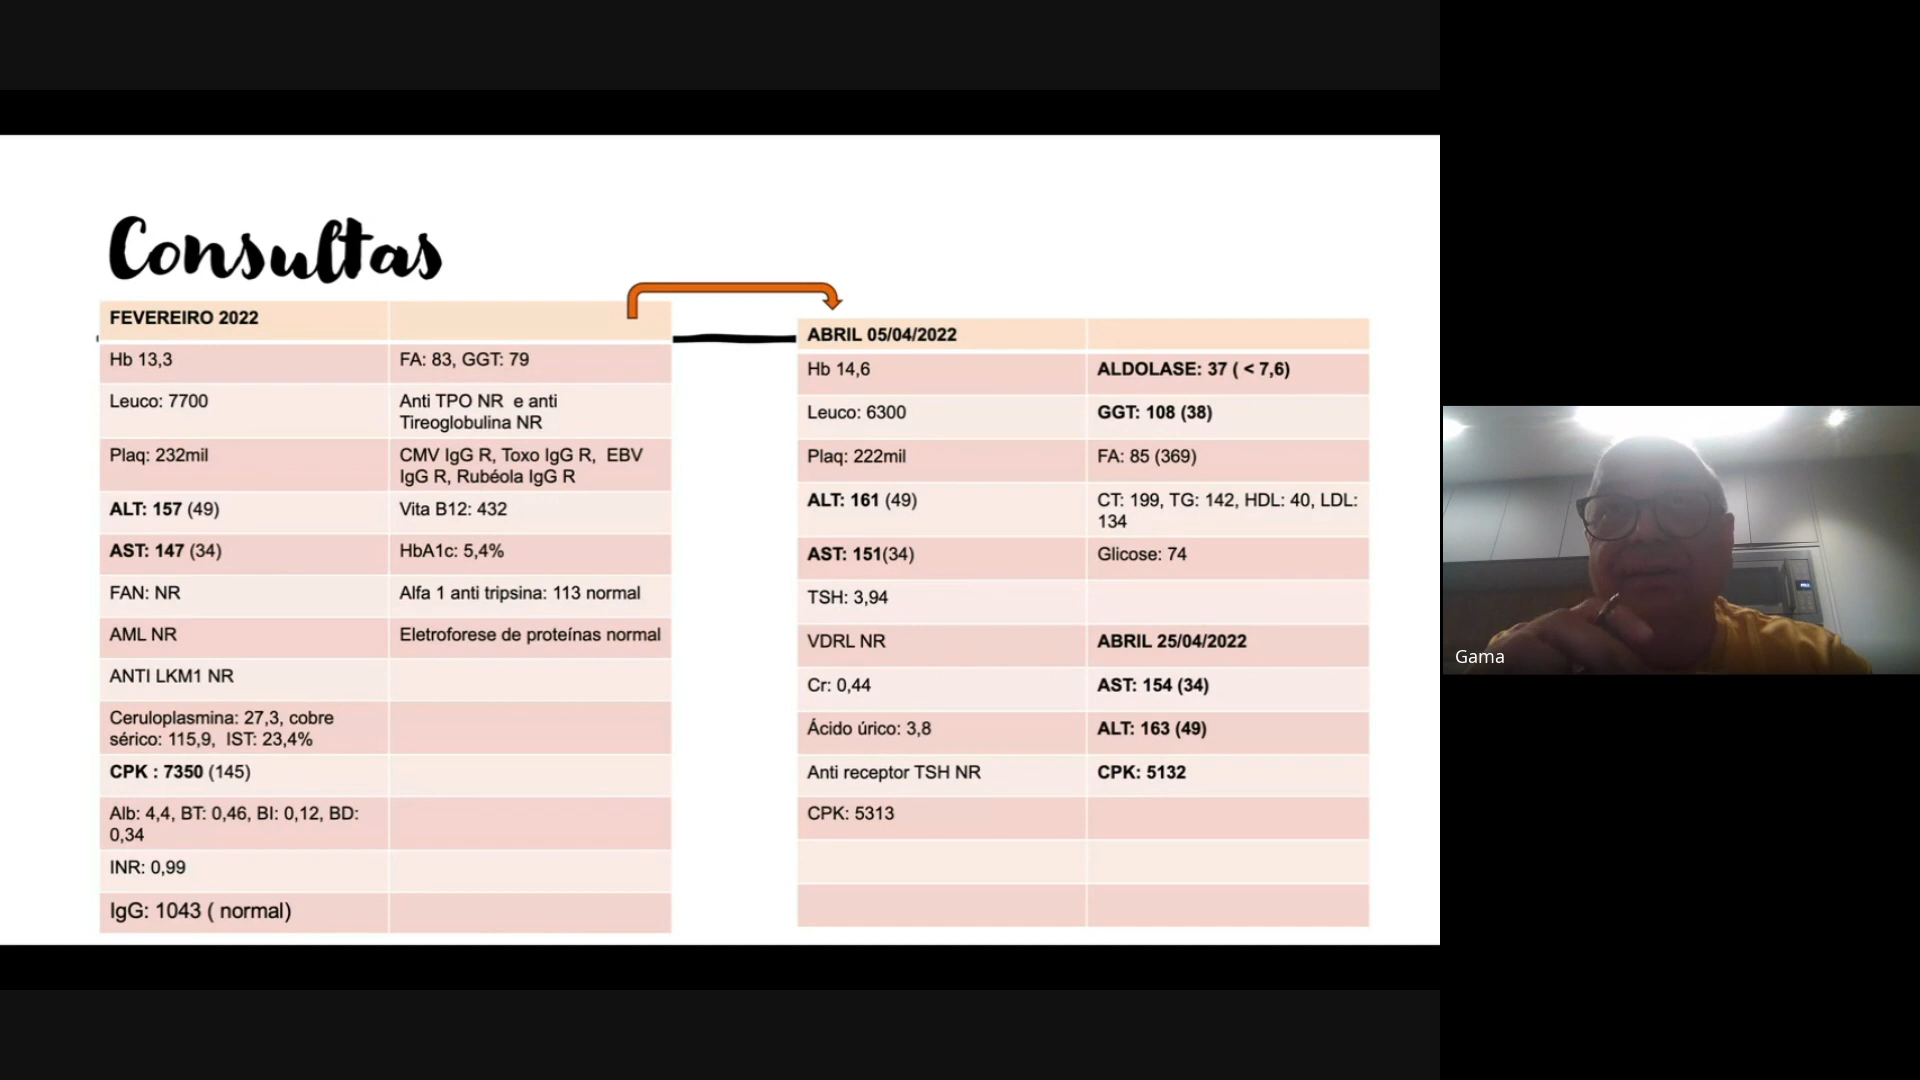 Consultas
FEVEREIRO 2022
Hb 13,3
FA: 83, GGT: 79
Leuco: 7700
Anti TPO NR e anti
Tireoglobulina NR
Plaq: 232mil
CMV IgG R, Toxo IgG R, EBV
IgG R, Rubéola IgG R
ALT: 157 (49)
Vita B12: 432
AST: 147 (34)
HbA1c: 5,4%
FAN: NR
Alfa 1 anti tripsina: 113 normal
AML NR
Eletroforese de proteínas normal
ANTI LKM1 NR
Ceruloplasmina: 27,3, cobre
sérico: 115,9, IST: 23,4%
CPK : 7350 (145)
Alb: 4,4, BT: 0,46, BI: 0,12, BD:
0,34
INR: 0,99
IgG: 1043 ( normal)
ABRIL 05/04/2022
Hb 14,6
ALDOLASE: 37 ( < 7,6)
Leuco: 6300
GGT: 108 (38)
Plaq: 222mil
FA: 85 (369)
ALT: 161 (49)
CT: 199, TG: 142, HDL: 40, LDL:
134
AST: 151(34)
Glicose: 74
TSH: 3,94
VDRL NR
ABRIL 25/04/2022
Cr: 0,44
AST: 154 (34)
Ácido úrico: 3,8
ALT: 163 (49)
Anti receptor TSH NR
CPK: 5132
CPK: 5313
Gama